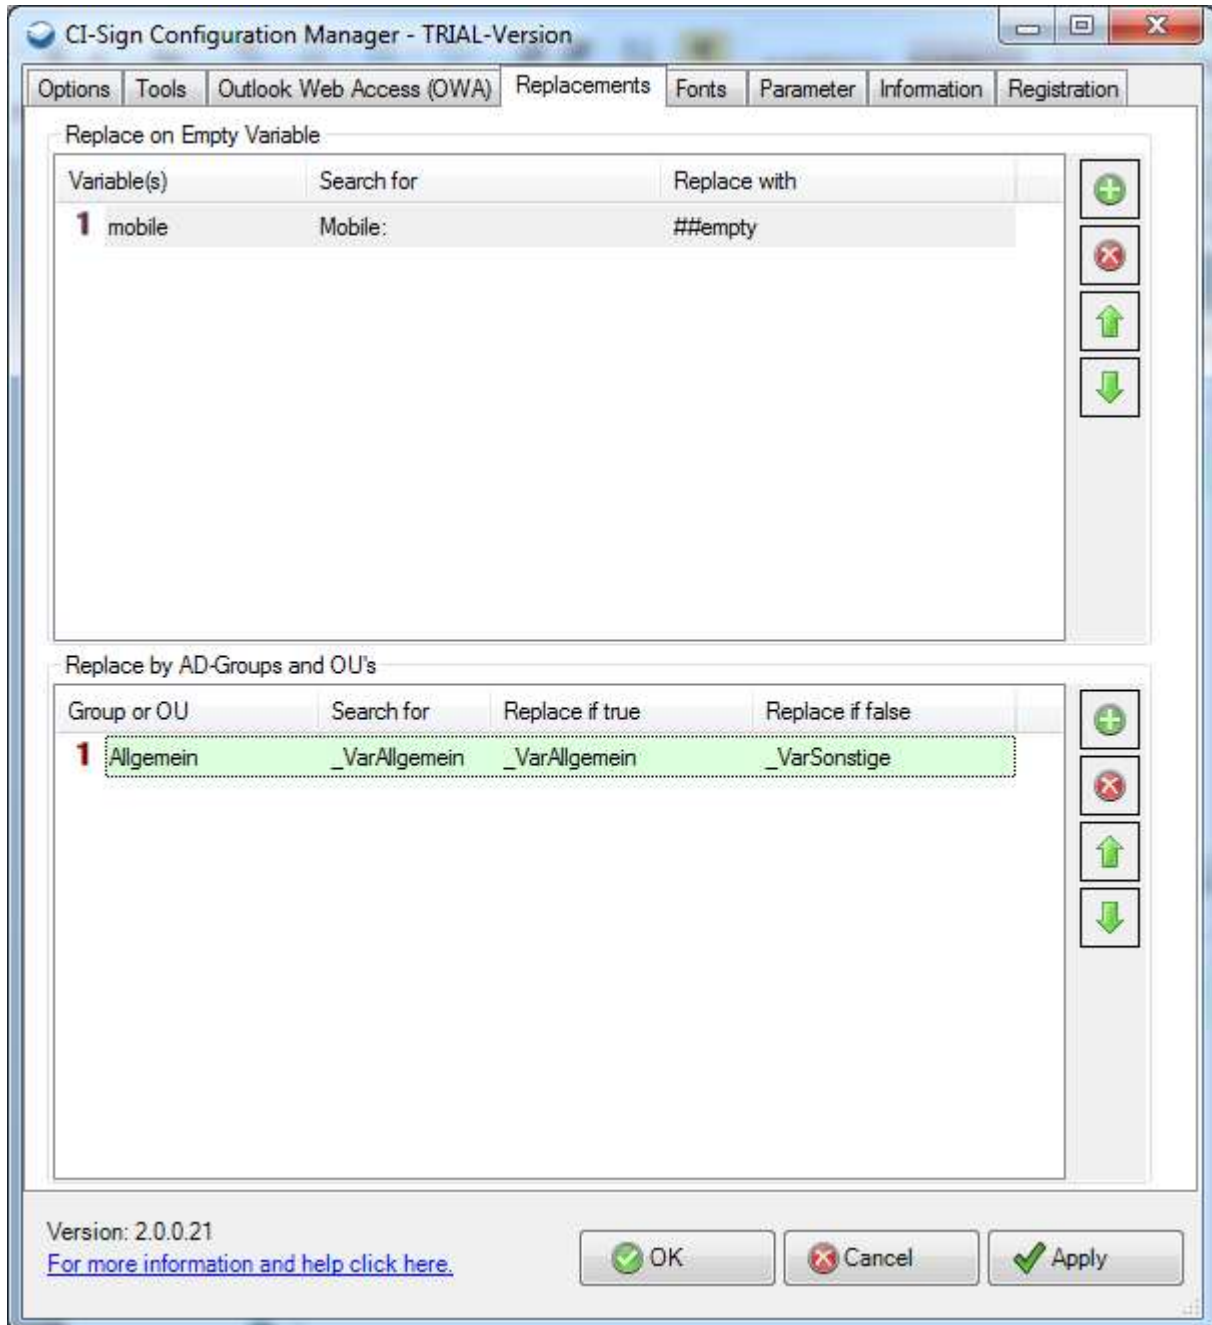 CI-Sign Configuration Manager - TRIAL-Version
Options Tools Outlook Web Access (OWA) Replacements Fonts Parameter Information Registration
Replace on Empty Variable
Variable(s) Search for Replace with
1 mobile Mobile: ##empty
Replace by AD-Groups and OU's
Group or OU Search for Replace if true Replace if false
1 Allgemein _VarAllgemein _VarAllgemein _VarSonstige
Version: 2.0.0.21
For more information and help click here.
OK Cancel Apply